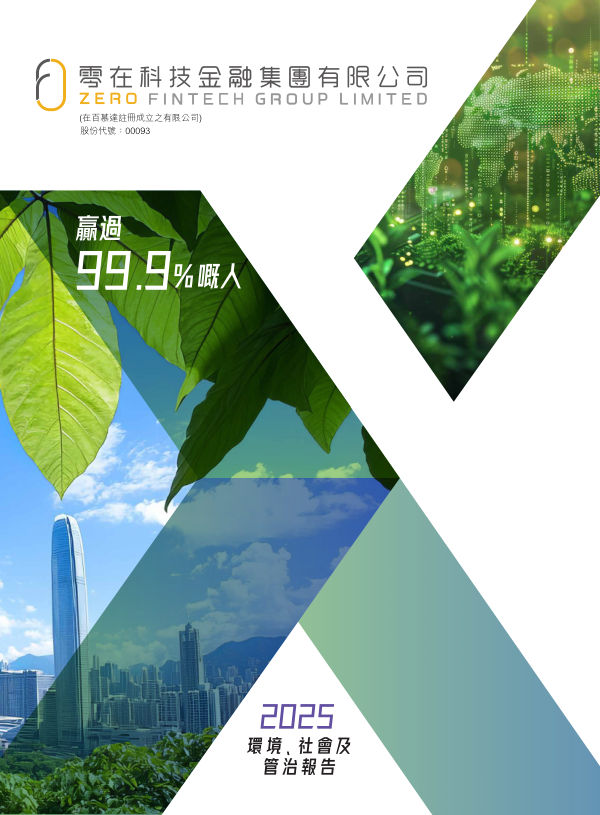 零在科技金融集團有限公司
ZERO FINTECH GROUP LIMITED
(在百慕達註冊成立之有限公司)
股份代號：00093
贏過
99.9%嘅人
2025
環境、社會及
管治報告